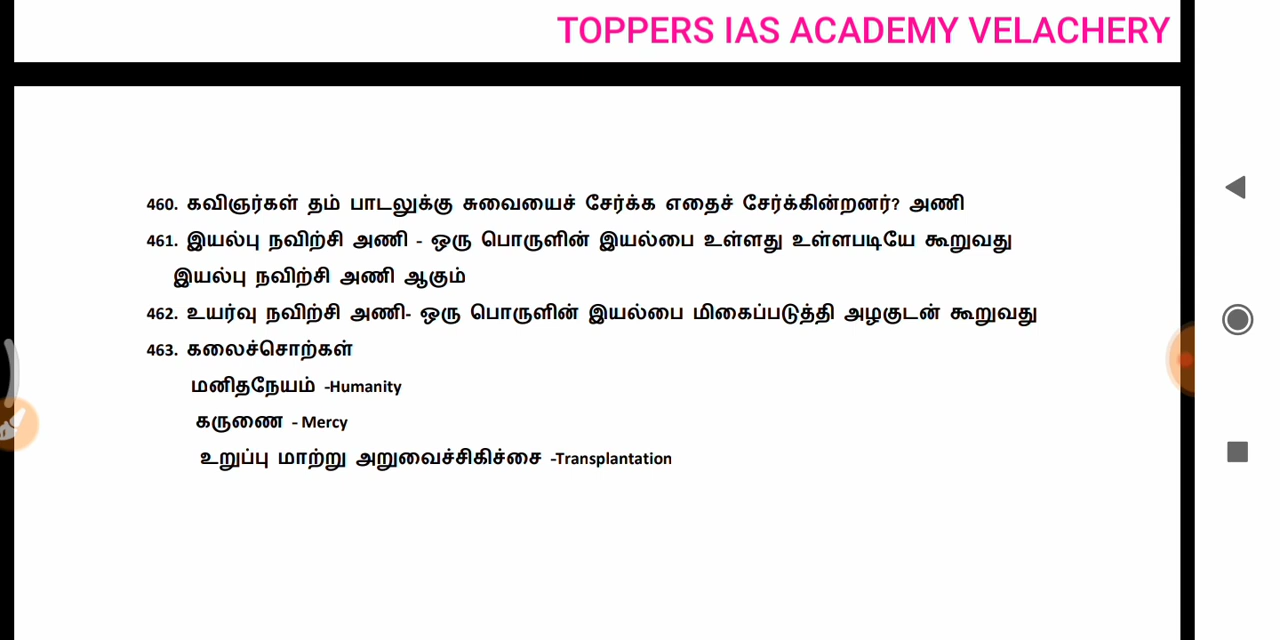 TOPPERS IAS ACADEMY VELACHERY
460. கவிஞர்கள் தம் பாடலுக்கு சுவையைச் சேர்க்க எதைச் சேர்க்கின்றனர்? அணி
461. இயல்பு நவிற்சி அணி - ஒரு பொருளின் இயல்பை உள்ளது உள்ளபடியே கூறுவது
இயல்பு நவிற்சி அணி ஆகும்
462. உயர்வு நவிற்சி அணி- ஒரு பொருளின் இயல்பை மிகைப்படுத்தி அழகுடன் கூறுவது
463. கலைச்சொற்கள்
மனிதநேயம் -Humanity
கருணை - Mercy
உறுப்பு மாற்று அறுவைச்சிகிச்சை -Transplantation